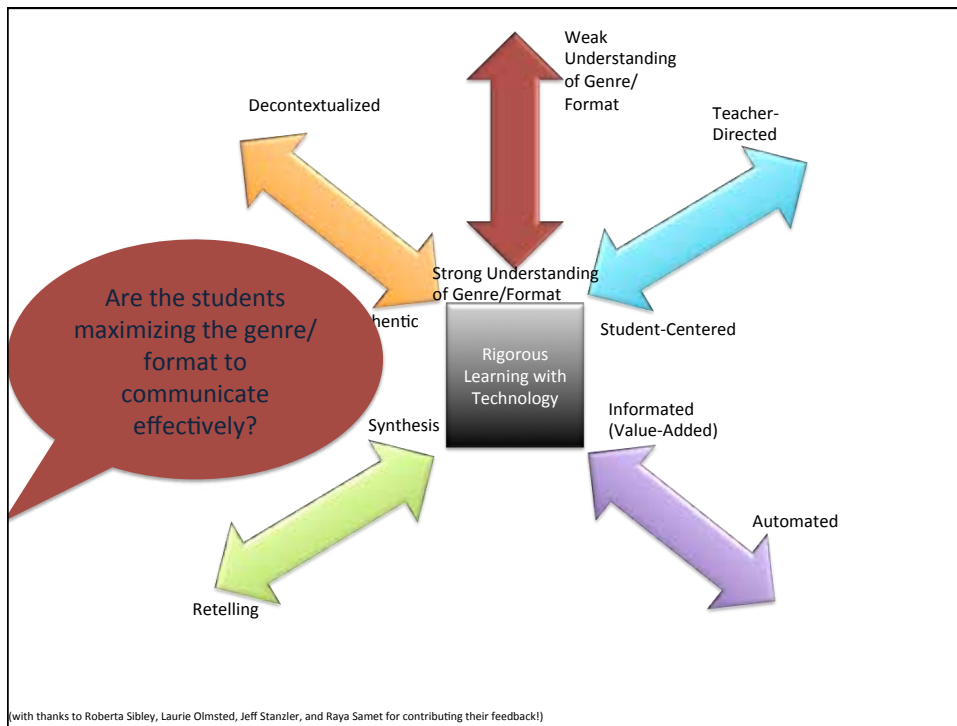 Weak
Understanding
of Genre/
Format
Decontextualized
Teacher-
Directed
Strong Understanding
of Genre/Format
Are the students
maximizing the genre/
format to
communicate
effectively?
hentic
Student-Centered
Rigorous
Learning with
Technology
Synthesis
Informated
(Value-Added)
Automated
Retelling
(with thanks to Roberta Sibley, Laurie Olmsted, Jeff Stanzler, and Raya Samet for contributing their feedback!)